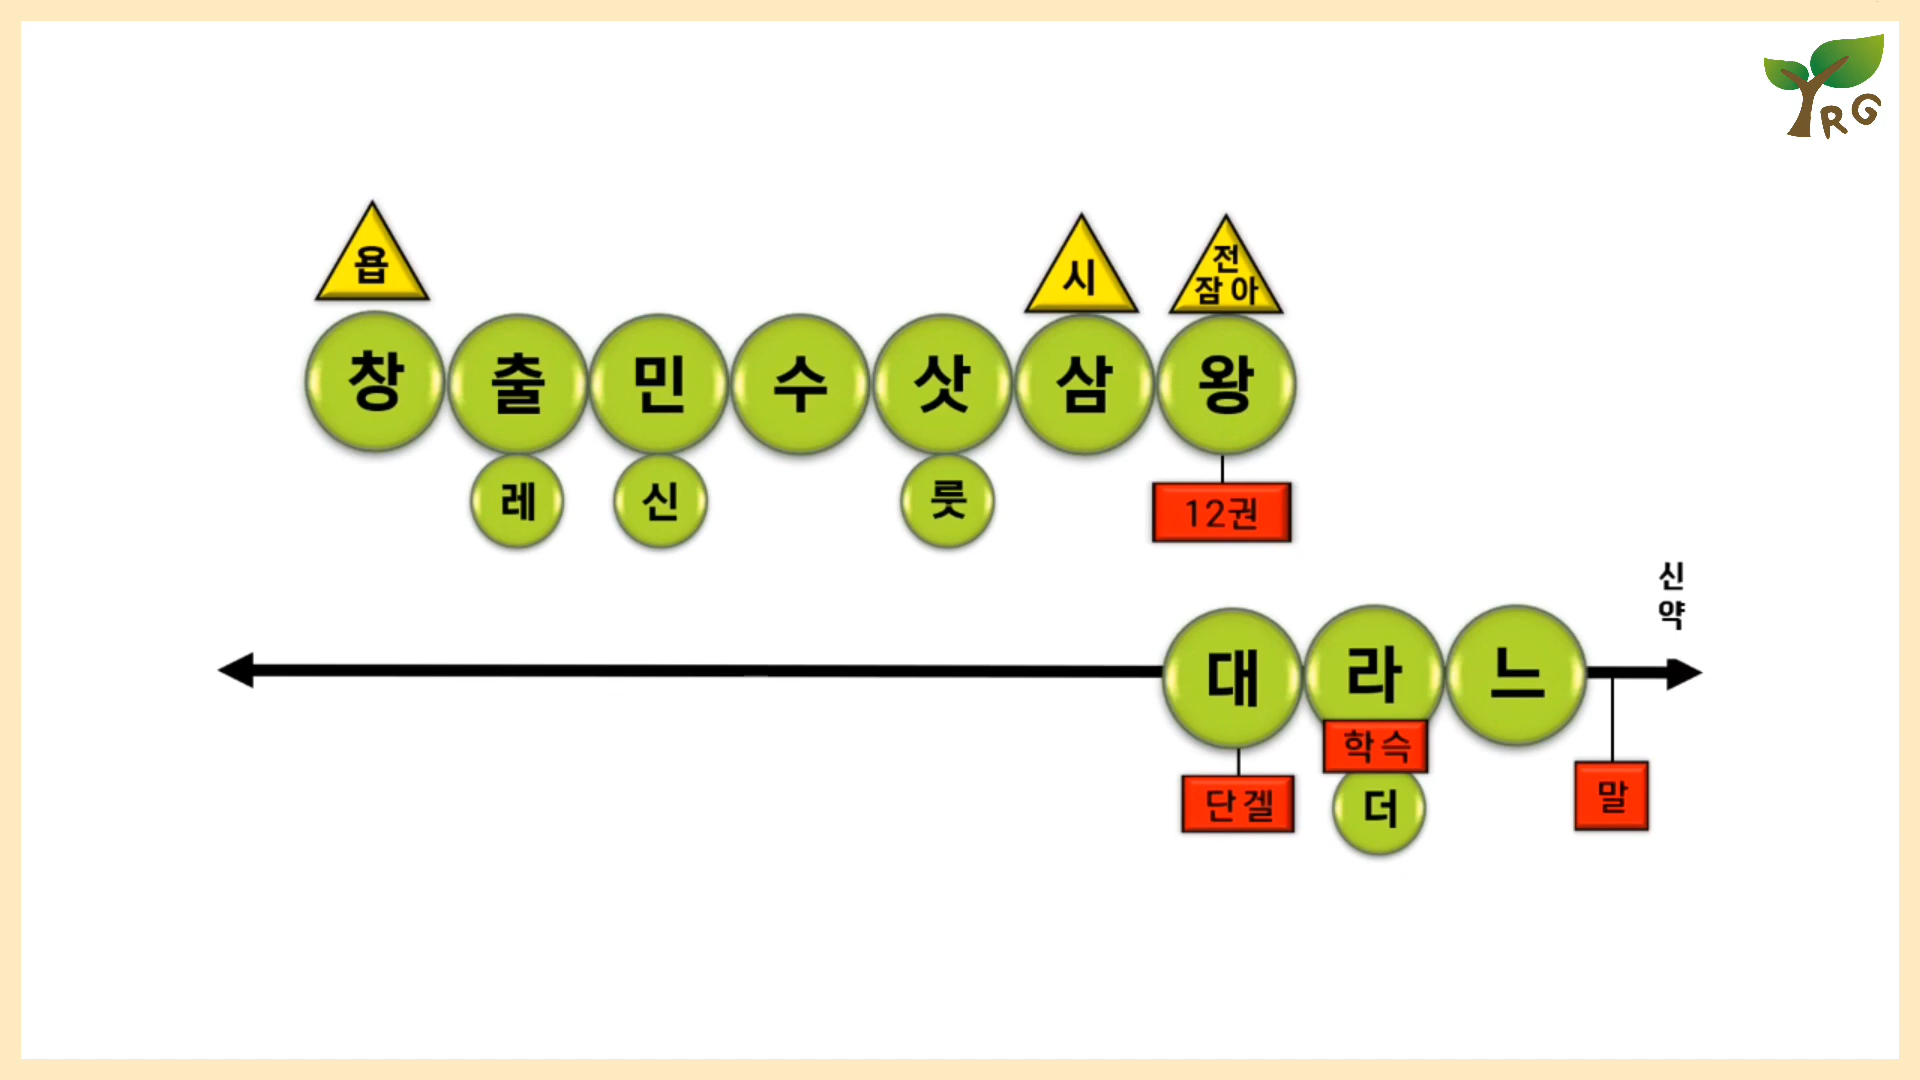 RG
욥
시
전
잠 아
창 출 민 수 삿 삼 왕
레 신 룻
12권
신
약
대 라 느
학 슥
단 겔
더
말